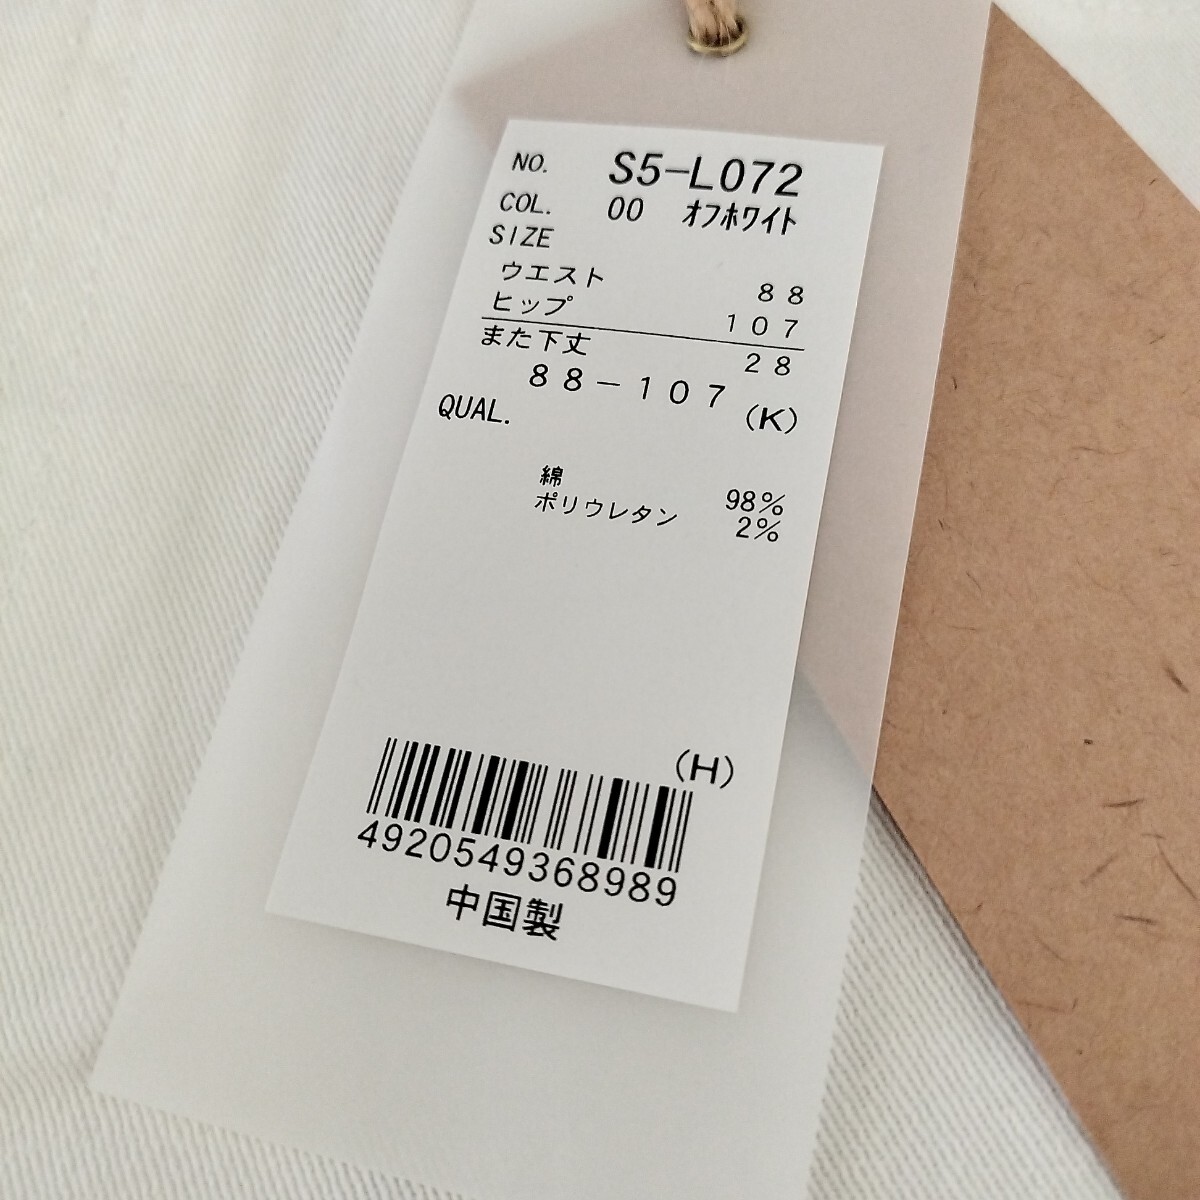 NO. S5-L072
COL. 00 ｵﾌﾎﾜｲﾄ
SIZE
ウエスト 88
ヒップ 107
また下丈 28
88-107 (K)
QUAL.
綿 98%
ポリウレタン 2%
(H)
4920549368989
中国製